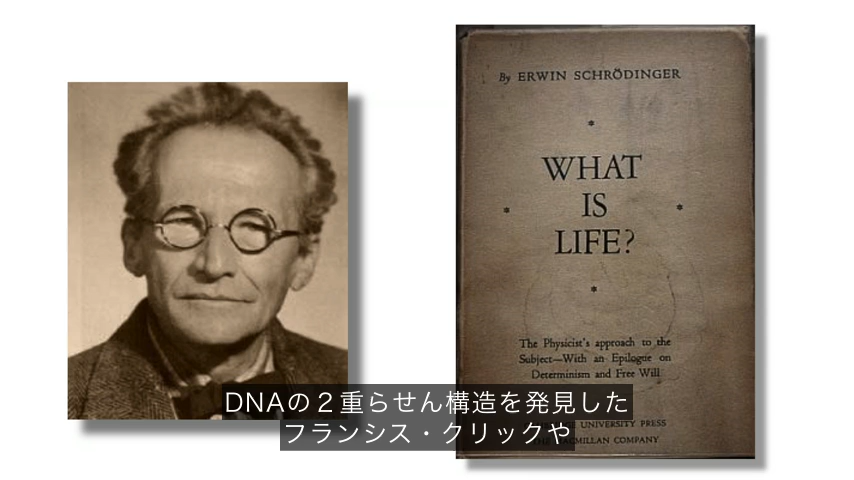 By ERWIN SCHRÖDINGER
WHAT
IS
LIFE?
The Physicist's approach to the
Subject—With an Epilogue on
Determinism and Free Will
UNIVERSITY PRESS
MACMILLAN COMPANY
DNAの２重らせん構造を発見した
フランシス・クリックや